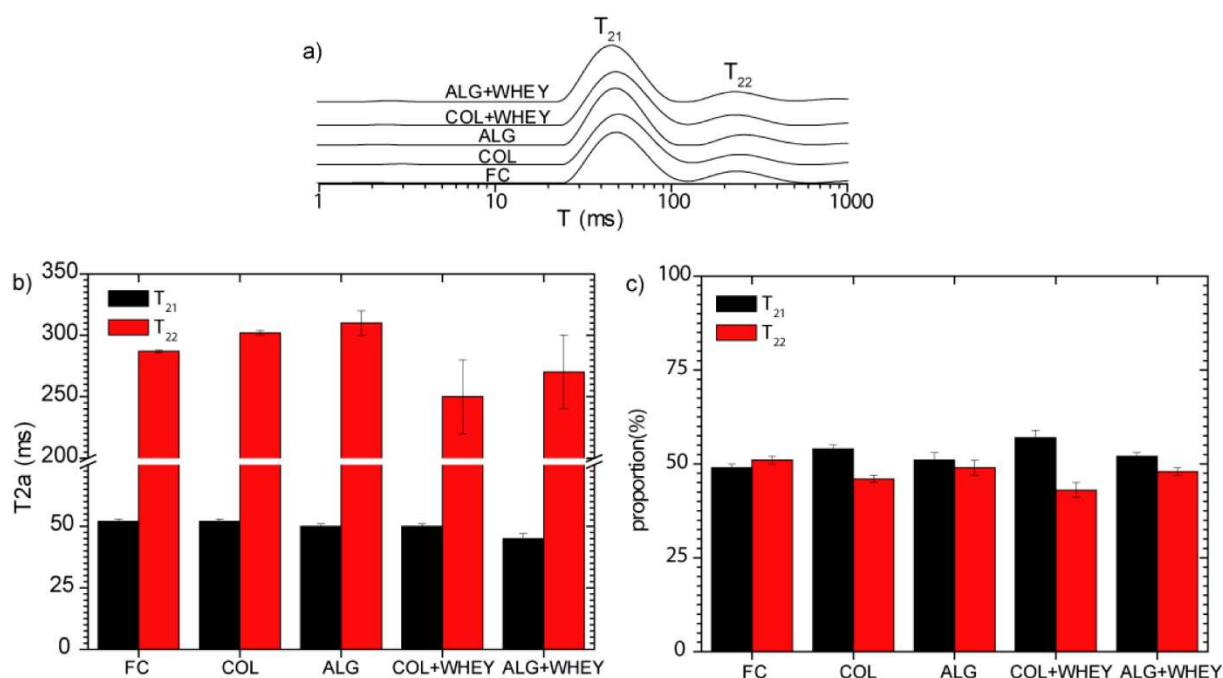 a)
T21
T22
ALG+WHEY
COL+WHEY
ALG
COL
FC
1 10 100 1000
T (ms)
b)
T2a (ms)
350
300
250
200
50
25
0
T21
T22
FC COL ALG COL+WHEY ALG+WHEY
c)
proportion(%)
100
75
50
25
0
T21
T22
FC COL ALG COL+WHEY ALG+WHEY